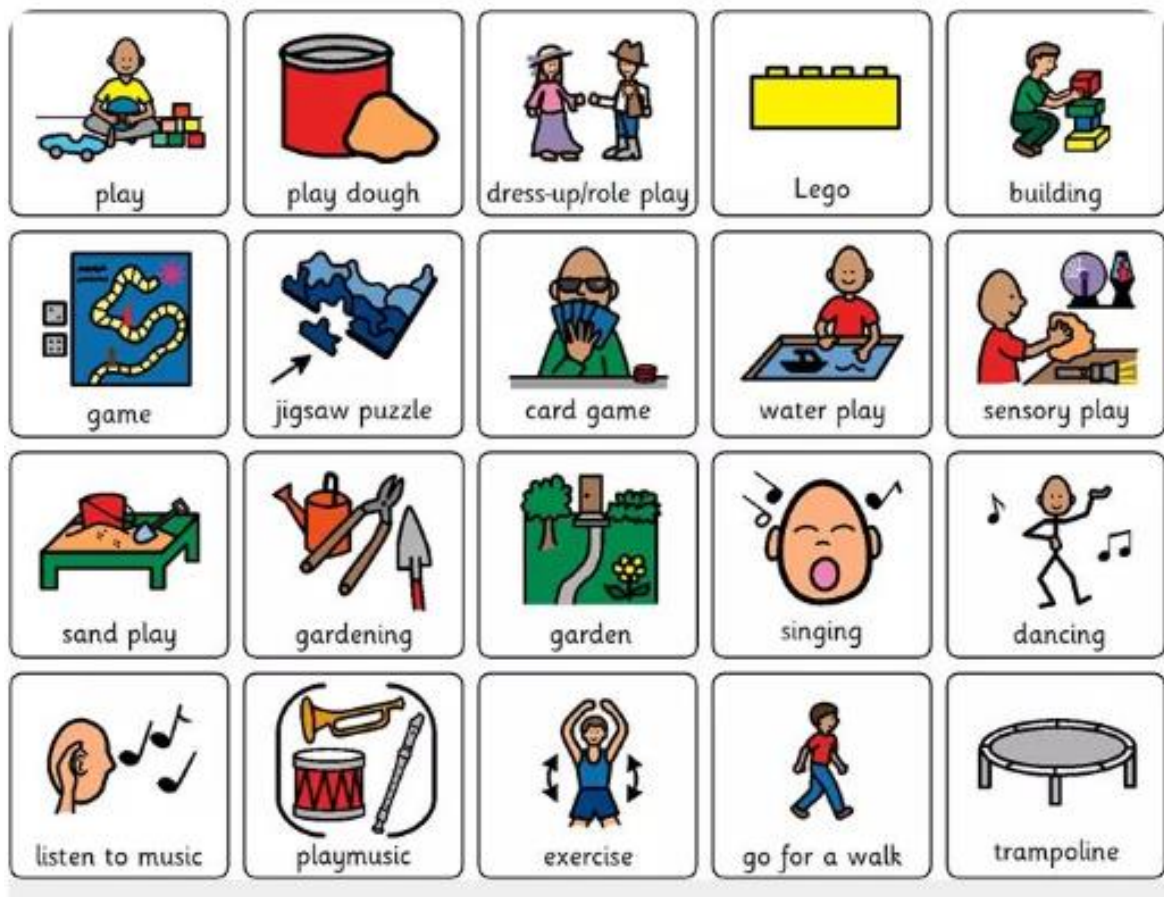 play
play dough
dress-up/role play
Lego
building
game
jigsaw puzzle
card game
water play
sensory play
sand play
gardening
garden
singing
dancing
listen to music
playmusic
exercise
go for a walk
trampoline